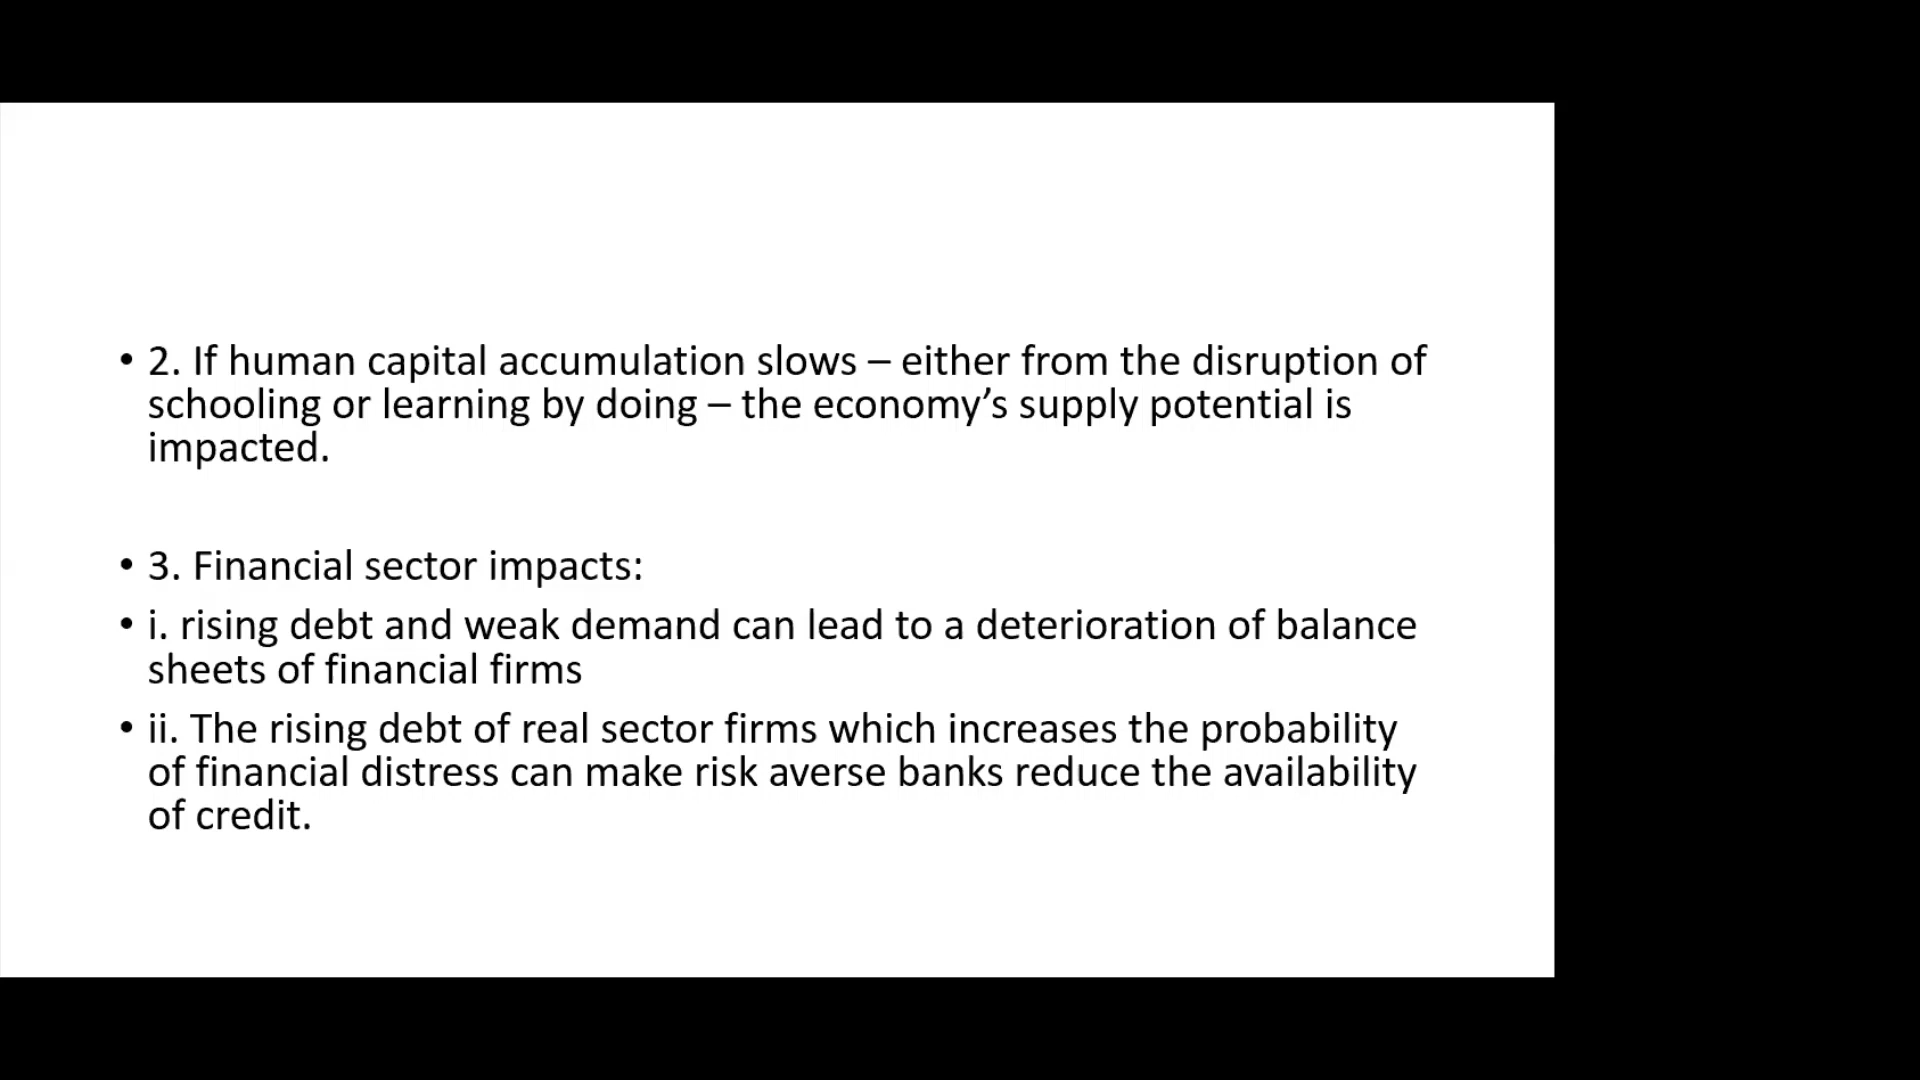 • 2. If human capital accumulation slows – either from the disruption of
schooling or learning by doing – the economy’s supply potential is
impacted.
• 3. Financial sector impacts:
• i. rising debt and weak demand can lead to a deterioration of balance
sheets of financial firms
• ii. The rising debt of real sector firms which increases the probability
of financial distress can make risk averse banks reduce the availability
of credit.